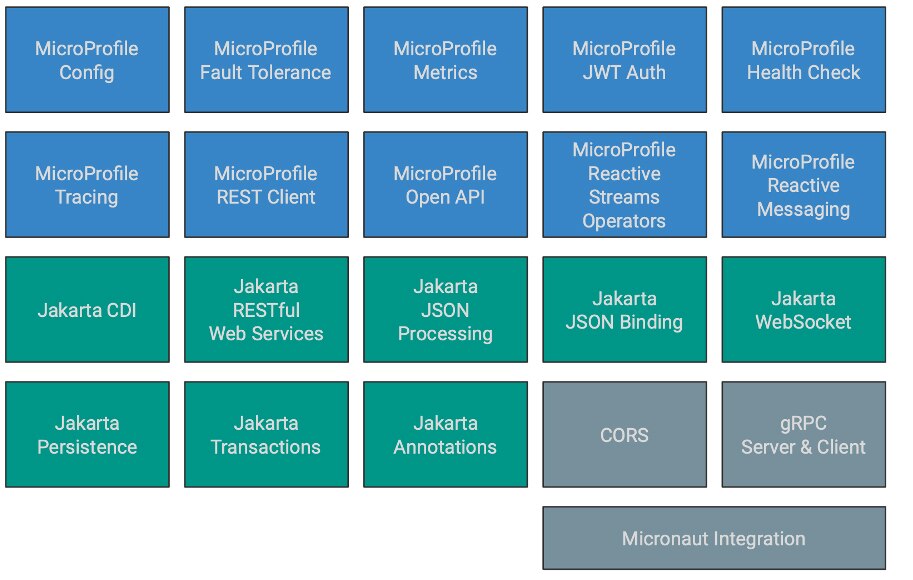 MicroProfile
Config
MicroProfile
Fault Tolerance
MicroProfile
Metrics
MicroProfile
JWT Auth
MicroProfile
Health Check
MicroProfile
Tracing
MicroProfile
REST Client
MicroProfile
Open API
MicroProfile
Reactive
Streams
Operators
MicroProfile
Reactive
Messaging
Jakarta CDI
Jakarta
RESTful
Web Services
Jakarta
JSON
Processing
Jakarta
JSON Binding
Jakarta
WebSocket
Jakarta
Persistence
Jakarta
Transactions
Jakarta
Annotations
CORS
gRPC
Server & Client
Micronaut Integration